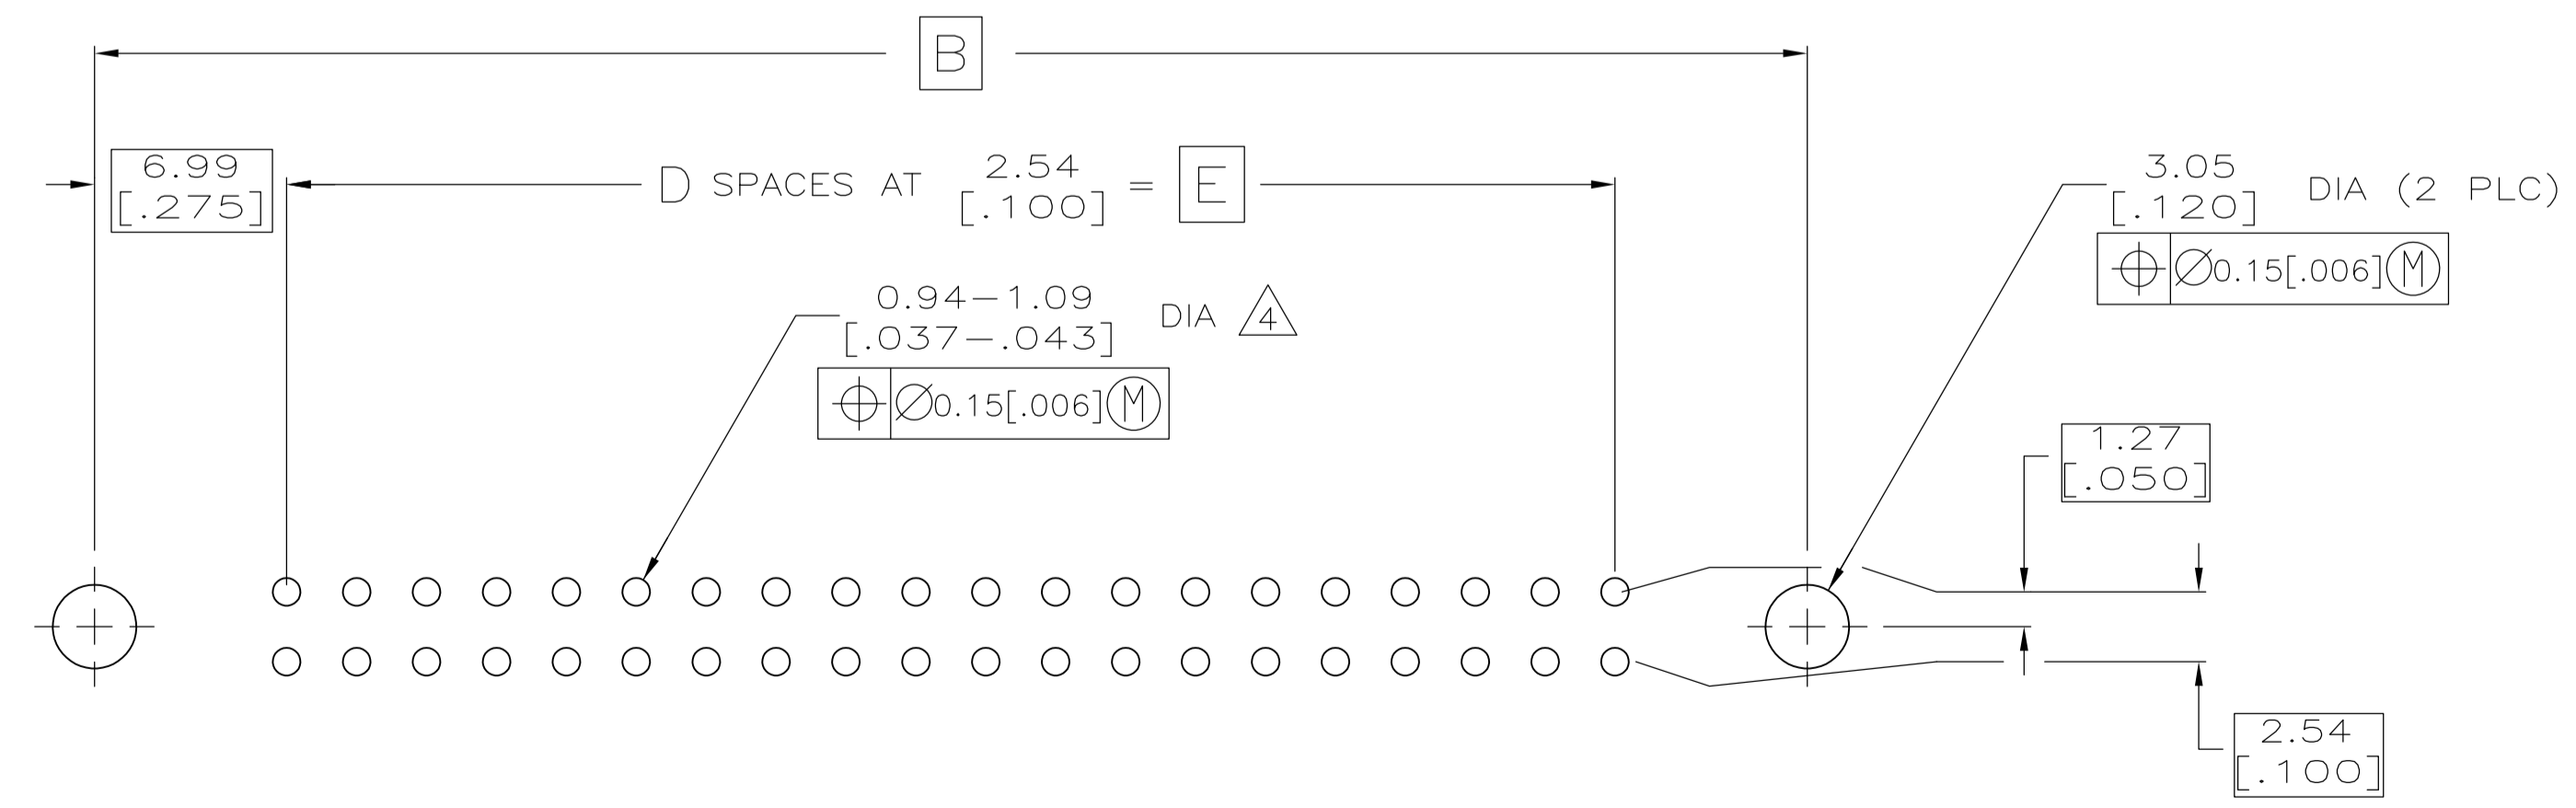 B
6.99
[.275]
D SPACES AT 2.54 [.100] = E
3.05
[.120] DIA (2 PLC)
⌖ ⌀0.15[.006]Ⓜ
0.94-1.09
[.037-.043] DIA 4
⌖ ⌀0.15[.006]Ⓜ
1.27
[.050]
2.54
[.100]